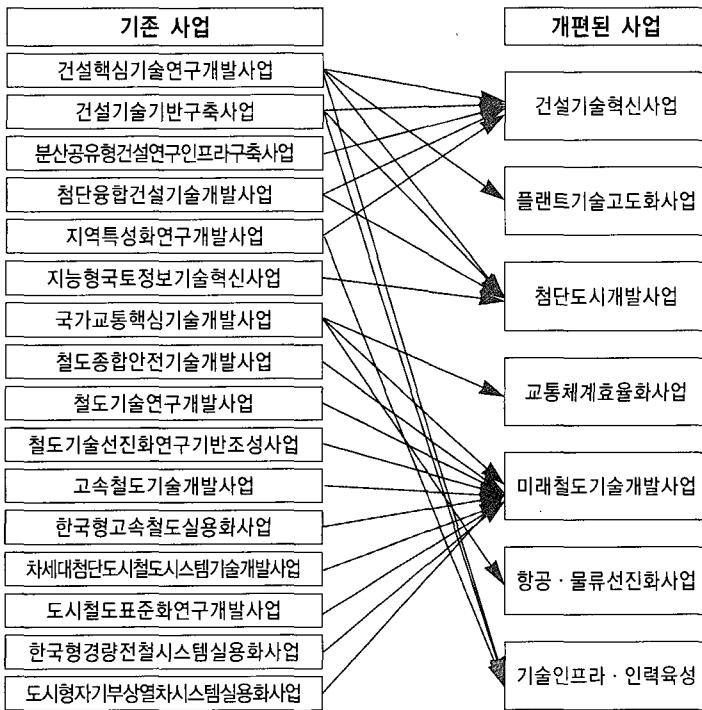 기존 사업
건설핵심기술연구개발사업
건설기술기반구축사업
분산공유형건설연구인프라구축사업
첨단융합건설기술개발사업
지역특성화연구개발사업
지능형국토정보기술혁신사업
국가교통핵심기술개발사업
철도종합안전기술개발사업
철도기술연구개발사업
철도기술선진화연구기반조성사업
고속철도기술개발사업
한국형고속철도실용화사업
차세대첨단도시철도시스템기술개발사업
도시철도표준화연구개발사업
한국형경량전철시스템실용화사업
도시형자기부상열차시스템실용화사업
개편된 사업
건설기술혁신사업
플랜트기술고도화사업
첨단도시개발사업
교통체계효율화사업
미래철도기술개발사업
항공·물류선진화사업
기술인프라·인력육성